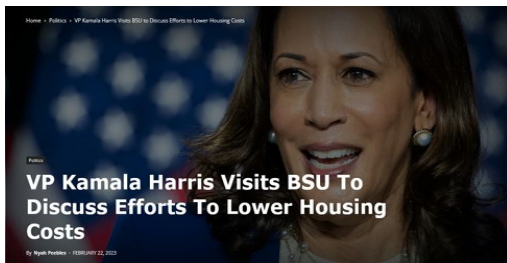 Home » Politics » VP Kamala Harris Visits BSU to Discuss Efforts to Lower Housing Costs
Politics
VP Kamala Harris Visits BSU To
Discuss Efforts To Lower Housing
Costs
By Nyah Peebles - FEBRUARY 22, 2023